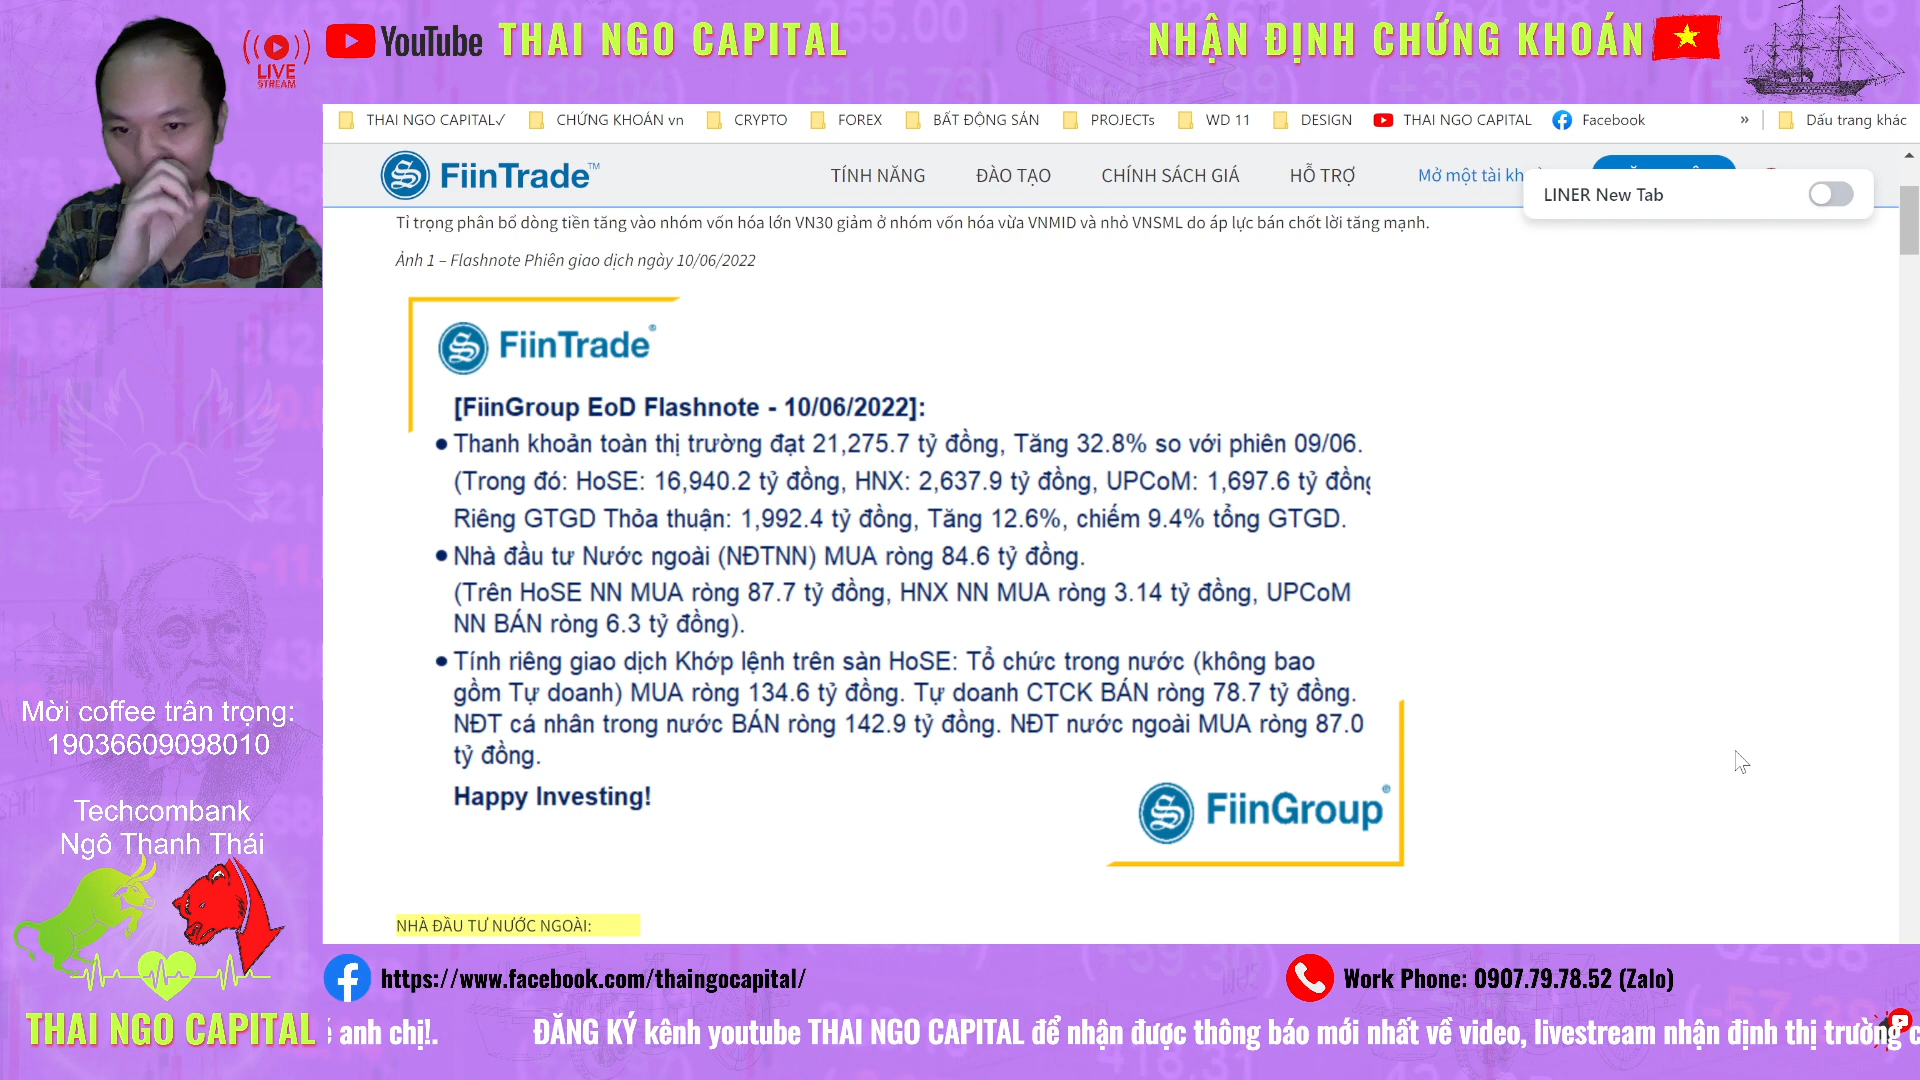 LIVE
STREAM
YouTube THAI NGO CAPITAL
NHẬN ĐỊNH CHỨNG KHOÁN
THAI NGO CAPITAL✓ CHỨNG KHOÁN vn CRYPTO FOREX BẤT ĐỘNG SẢN PROJECTs WD 11 DESIGN THAI NGO CAPITAL Facebook » Dấu trang khác
FiinTrade™ TÍNH NĂNG ĐÀO TẠO CHÍNH SÁCH GIÁ HỖ TRỢ Mở một tài
LINER New Tab
Tỉ trọng phân bổ dòng tiền tăng vào nhóm vốn hóa lớn VN30 giảm ở nhóm vốn hóa vừa VNMID và nhỏ VNSML do áp lực bán chốt lời tăng mạnh.
Ảnh 1 – Flashnote Phiên giao dịch ngày 10/06/2022
FiinTrade®
[FiinGroup EoD Flashnote - 10/06/2022]:
● Thanh khoản toàn thị trường đạt 21,275.7 tỷ đồng, Tăng 32.8% so với phiên 09/06.
(Trong đó: HoSE: 16,940.2 tỷ đồng, HNX: 2,637.9 tỷ đồng, UPCoM: 1,697.6 tỷ đồng
Riêng GTGD Thỏa thuận: 1,992.4 tỷ đồng, Tăng 12.6%, chiếm 9.4% tổng GTGD.
● Nhà đầu tư Nước ngoài (NĐTNN) MUA ròng 84.6 tỷ đồng.
(Trên HoSE NN MUA ròng 87.7 tỷ đồng, HNX NN MUA ròng 3.14 tỷ đồng, UPCoM
NN BÁN ròng 6.3 tỷ đồng).
● Tính riêng giao dịch Khớp lệnh trên sàn HoSE: Tổ chức trong nước (không bao
gồm Tự doanh) MUA ròng 134.6 tỷ đồng. Tự doanh CTCK BÁN ròng 78.7 tỷ đồng.
NĐT cá nhân trong nước BÁN ròng 142.9 tỷ đồng. NĐT nước ngoài MUA ròng 87.0
tỷ đồng.
Happy Investing!
FiinGroup®
NHÀ ĐẦU TƯ NƯỚC NGOÀI:
Mời coffee trân trọng:
19036609098010
Techcombank
Ngô Thanh Thái
THAI NGO CAPITAL
https://www.facebook.com/thaingocapital/
Work Phone: 0907.79.78.52 (Zalo)
anh chị!. ĐĂNG KÝ kênh youtube THAI NGO CAPITAL để nhận được thông báo mới nhất về video, livestream nhận định thị trường